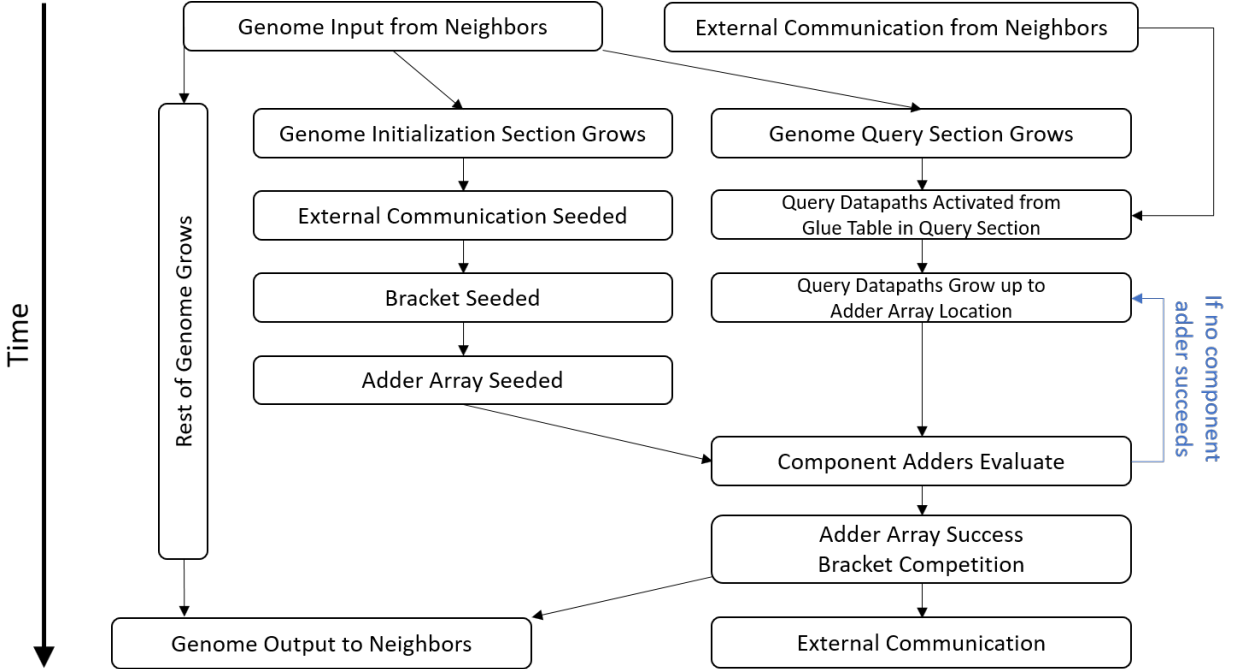 Genome Input from Neighbors
External Communication from Neighbors
Genome Initialization Section Grows
Genome Query Section Grows
External Communication Seeded
Query Datapaths Activated from
Glue Table in Query Section
Bracket Seeded
Query Datapaths Grow up to
Adder Array Location
Time
Rest of Genome Grows
If no component
adder succeeds
Adder Array Seeded
Component Adders Evaluate
Adder Array Success
Bracket Competition
Genome Output to Neighbors
External Communication